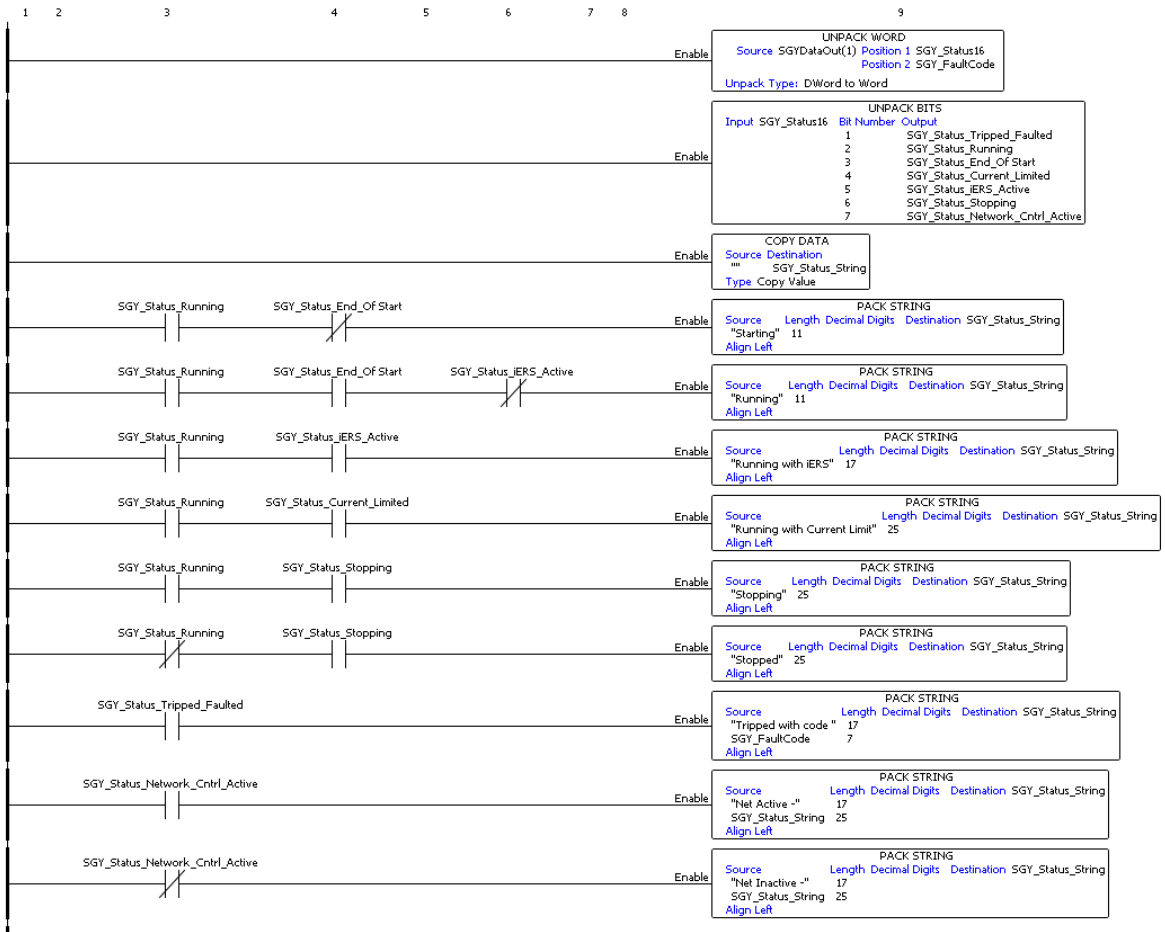 1 2 3 4 5 6 7 8 9
UNPACK WORD
Enable Source SGYDataOut(1) Position 1 SGY_Status16
Position 2 SGY_FaultCode
Unpack Type: DWord to Word
UNPACK BITS
Input SGY_Status16 Bit Number Output
1 SGY_Status_Tripped_Faulted
2 SGY_Status_Running
Enable 3 SGY_Status_End_Of Start
4 SGY_Status_Current_Limited
5 SGY_Status_iERS_Active
6 SGY_Status_Stopping
7 SGY_Status_Network_Cntrl_Active
COPY DATA
Enable Source Destination
"" SGY_Status_String
Type Copy Value
SGY_Status_Running SGY_Status_End_Of Start PACK STRING
Enable Source Length Decimal Digits Destination SGY_Status_String
"Starting" 11
Align Left
SGY_Status_Running SGY_Status_End_Of Start SGY_Status_iERS_Active PACK STRING
Enable Source Length Decimal Digits Destination SGY_Status_String
"Running" 11
Align Left
SGY_Status_Running SGY_Status_iERS_Active PACK STRING
Enable Source Length Decimal Digits Destination SGY_Status_String
"Running with iERS" 17
Align Left
SGY_Status_Running SGY_Status_Current_Limited PACK STRING
Enable Source Length Decimal Digits Destination SGY_Status_String
"Running with Current Limit" 25
Align Left
SGY_Status_Running SGY_Status_Stopping PACK STRING
Enable Source Length Decimal Digits Destination SGY_Status_String
"Stopping" 25
Align Left
SGY_Status_Running SGY_Status_Stopping PACK STRING
Enable Source Length Decimal Digits Destination SGY_Status_String
"Stopped" 25
Align Left
SGY_Status_Tripped_Faulted PACK STRING
Enable Source Length Decimal Digits Destination SGY_Status_String
"Tripped with code " 17
SGY_FaultCode 7
Align Left
SGY_Status_Network_Cntrl_Active PACK STRING
Enable Source Length Decimal Digits Destination SGY_Status_String
"Net Active -" 17
SGY_Status_String 25
Align Left
SGY_Status_Network_Cntrl_Active PACK STRING
Enable Source Length Decimal Digits Destination SGY_Status_String
"Net Inactive -" 17
SGY_Status_String 25
Align Left